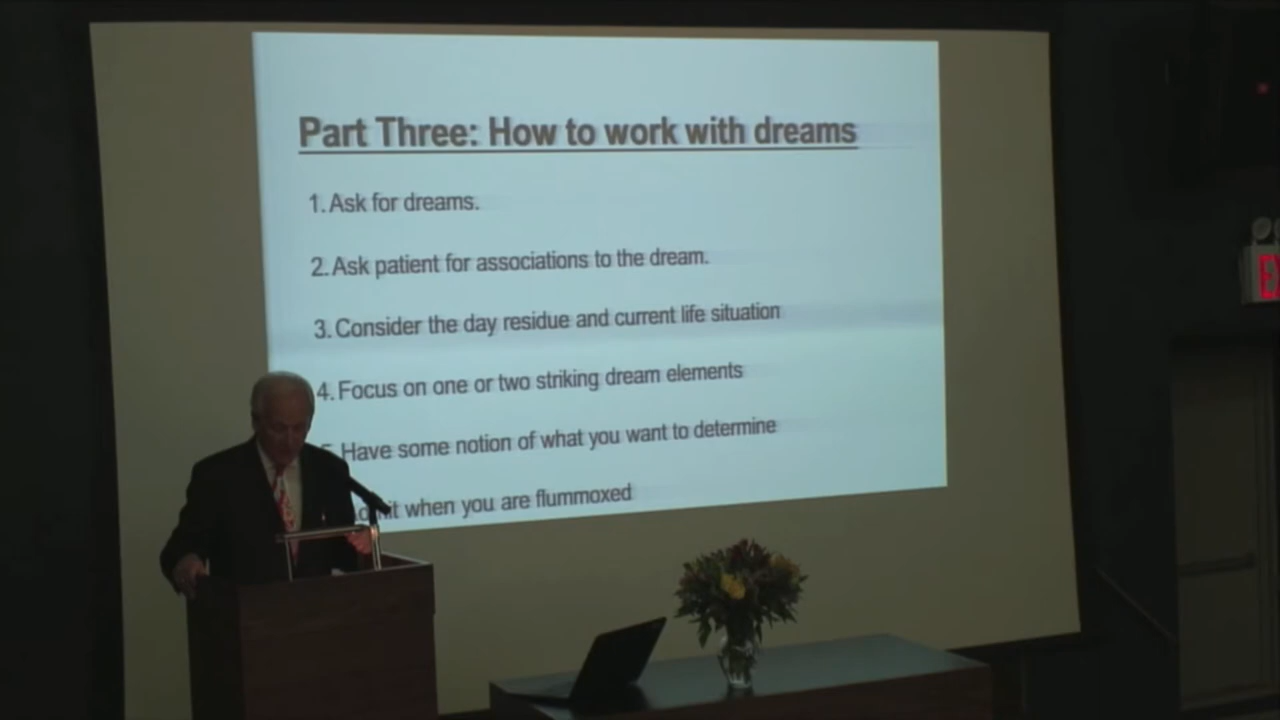 Part Three: How to work with dreams
1. Ask for dreams.
2. Ask patient for associations to the dream.
3. Consider the day residue and current life situation
4. Focus on one or two striking dream elements
Have some notion of what you want to determine
when you are flummoxed